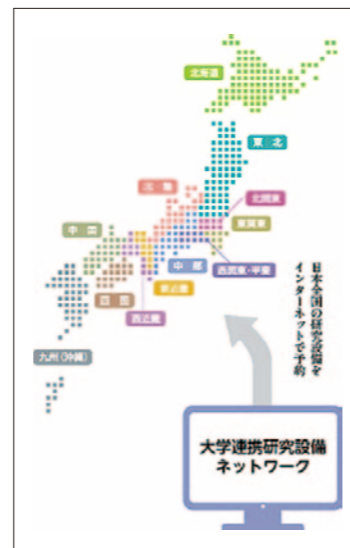 北海道
東北
北陸
北関東
中国
東関東
中部
西関東・甲信
四国
東近畿
西近畿
九州(沖縄)
日本全国の研究設備を
インターネットで予約
大学連携研究設備
ネットワーク